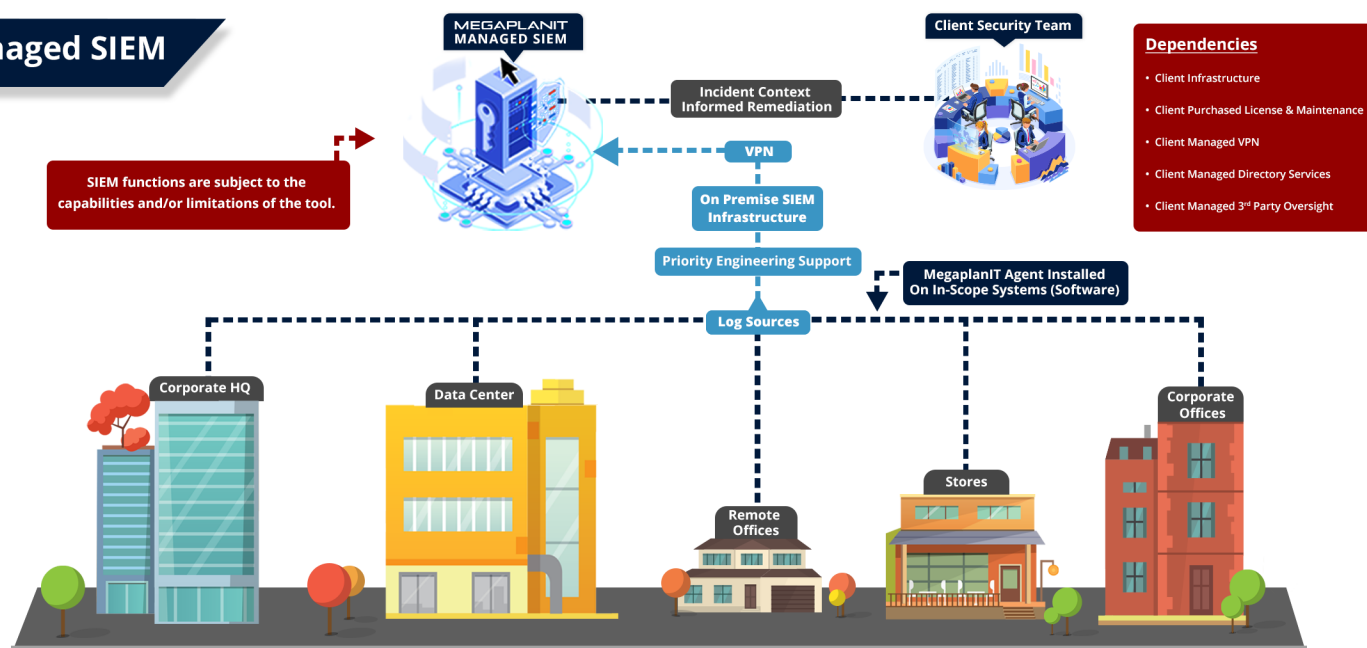 naged SIEM
MEGAPLANIT
MANAGED SIEM
Client Security Team
Dependencies
• Client Infrastructure
• Client Purchased License & Maintenance
• Client Managed VPN
• Client Managed Directory Services
• Client Managed 3rd Party Oversight
Incident Context
Informed Remediation
VPN
SIEM functions are subject to the
capabilities and/or limitations of the tool.
On Premise SIEM
Infrastructure
Priority Engineering Support
MegaplanIT Agent Installed
On In-Scope Systems (Software)
Log Sources
Corporate HQ
Data Center
Remote
Offices
Stores
Corporate
Offices